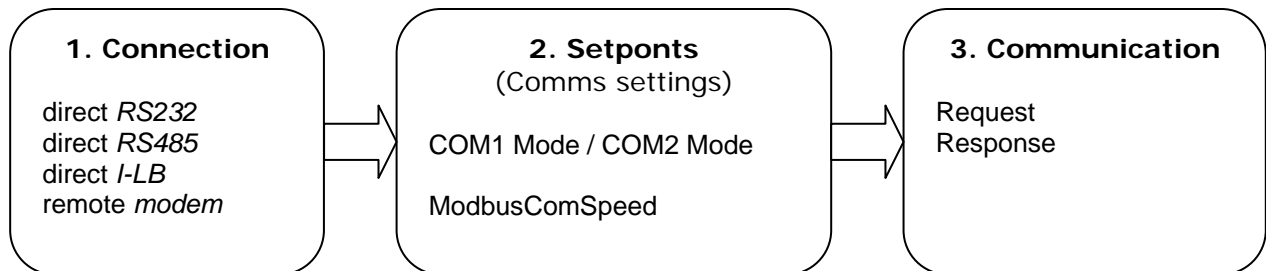 1. Connection
direct RS232
direct RS485
direct I-LB
remote modem
2. Setponts
(Comms settings)
COM1 Mode / COM2 Mode
ModbusComSpeed
3. Communication
Request
Response